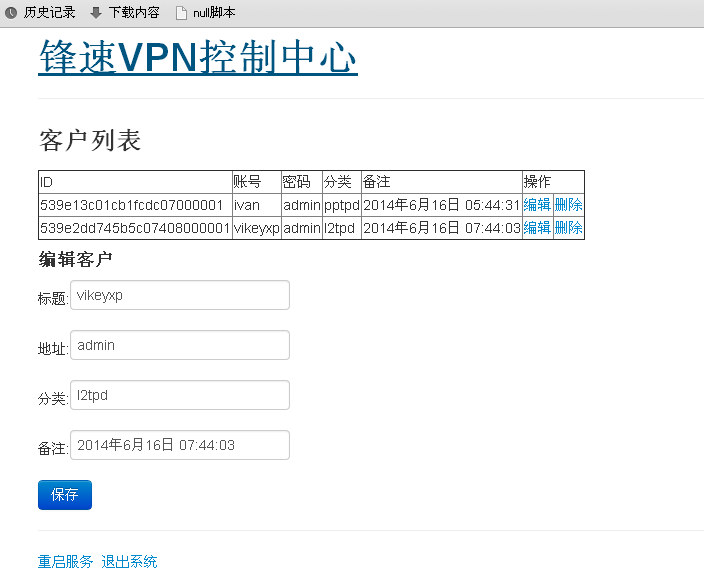 历史记录 下载内容 null脚本
锋速VPN控制中心
客户列表
ID 账号 密码 分类 备注 操作
539e13c01cb1fcdc07000001 ivan admin pptpd 2014年6月16日 05:44:31 编辑 删除
539e2dd745b5c07408000001 vikeyxp admin l2tpd 2014年6月16日 07:44:03 编辑 删除
编辑客户
标题: vikeyxp
地址: admin
分类: l2tpd
备注: 2014年6月16日 07:44:03
保存
重启服务 退出系统